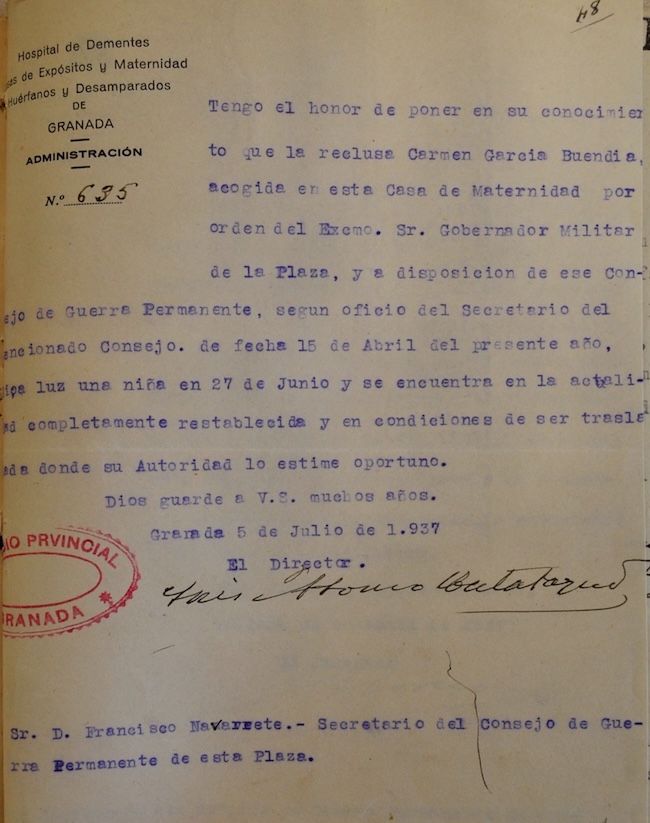 48
Hospital de Dementes
as de Expósitos y Maternidad
Huérfanos y Desamparados
DE
GRANADA
ADMINISTRACIÓN
N.º 635
Tengo el honor de poner en su conocimien
to que la reclusa Carmen Garcia Buendia,
acogida en esta Casa de Maternidad por
orden del Excmo. Sr. Gobernador Militar
de la Plaza, y a disposicion de ese Con-
ejo de Guerra Permanente, segun oficio del Secretario del
encionado Consejo. de fecha 15 de Abril del presente año,
luz una niña en 27 de Junio y se encuentra en la actali-
ad completamente restablecida y en condiciones de ser trasla
ada donde su Autoridad lo estime oportuno.
Dios guarde a V.S. muchos años.
Granada 5 de Julio de 1.937
El Director.
IO PRVINCIAL
RANADA
Sr. D. Francisco Navarrete.- Secretario del Consejo de Gue-
rra Permanente de esta Plaza.